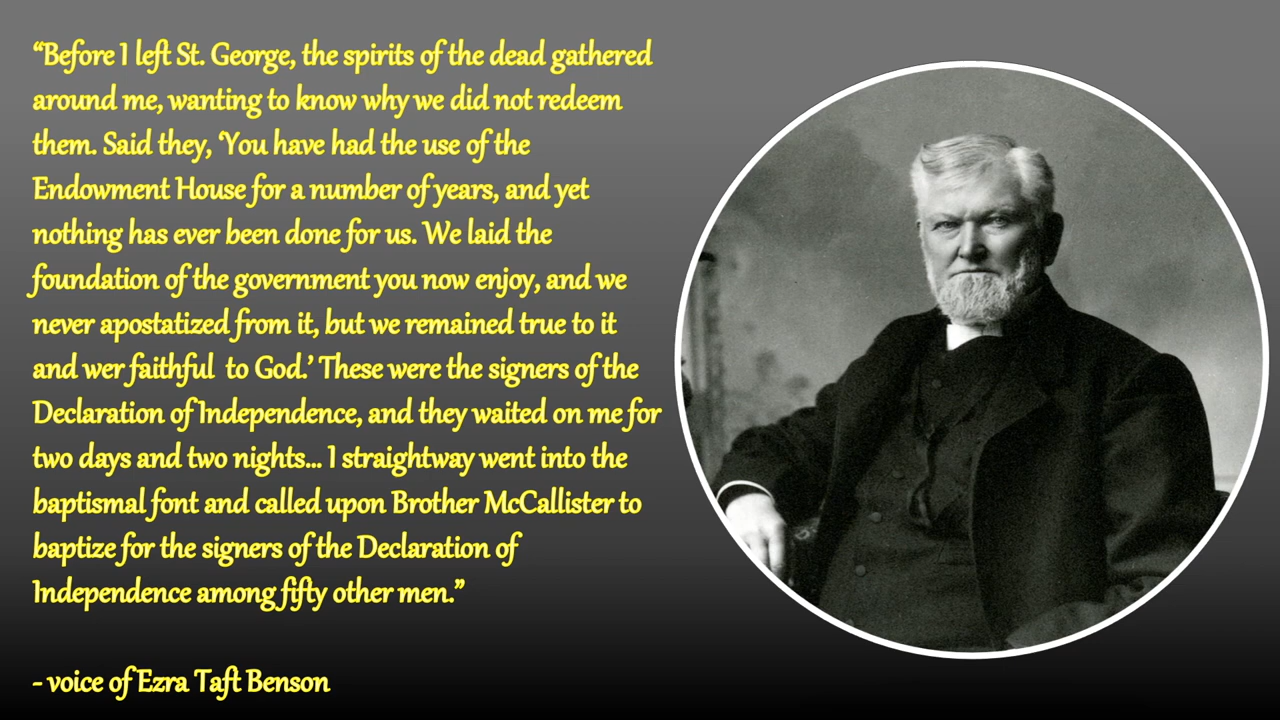 “Before I left St. George, the spirits of the dead gathered
around me, wanting to know why we did not redeem
them. Said they, ‘You have had the use of the
Endowment House for a number of years, and yet
nothing has ever been done for us. We laid the
foundation of the government you now enjoy, and we
never apostatized from it, but we remained true to it
and wer faithful  to God.’ These were the signers of the
Declaration of Independence, and they waited on me for
two days and two nights... I straightway went into the
baptismal font and called upon Brother McCallister to
baptize for the signers of the Declaration of
Independence among fifty other men.”
- voice of Ezra Taft Benson